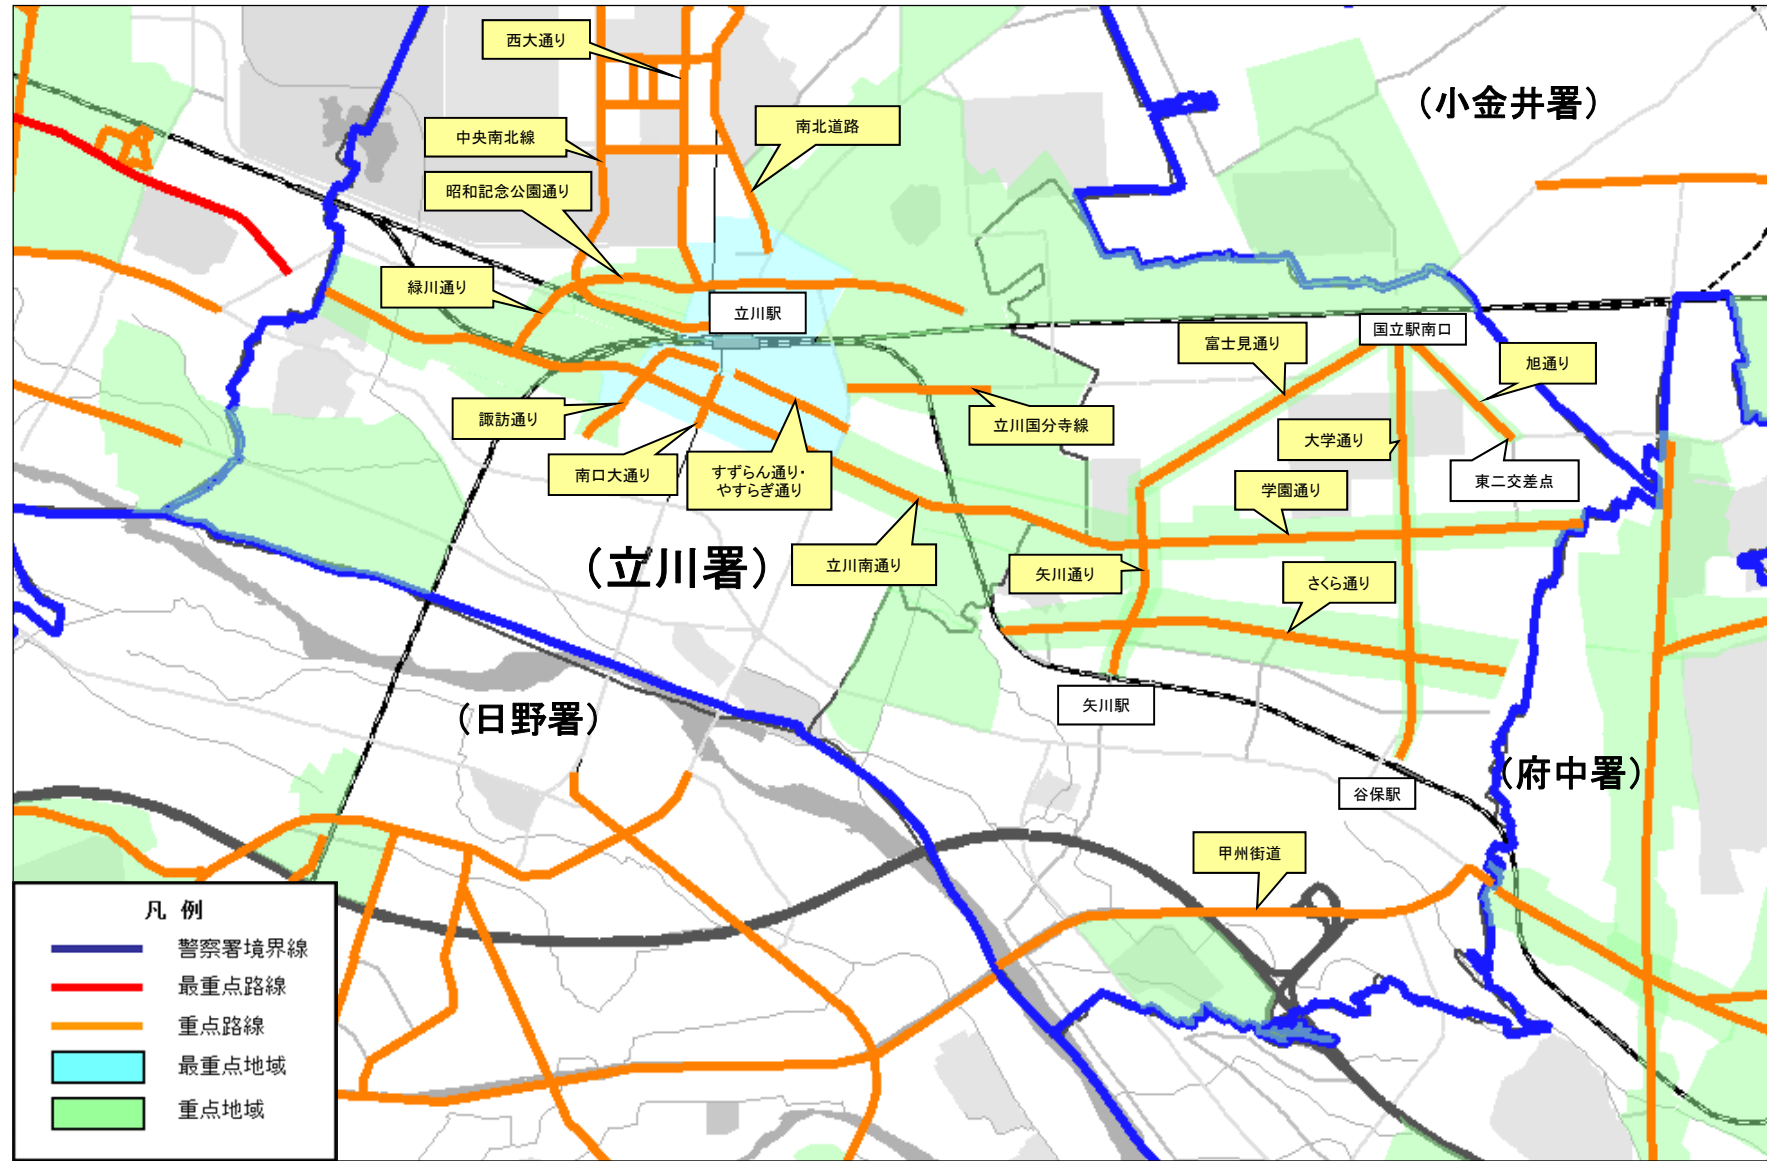 西大通り
（小金井署）
中央南北線
南北道路
昭和記念公園通り
緑川通り
立川駅
国立駅南口
富士見通り
旭通り
諏訪通り
立川国分寺線
大学通り
南口大通り
すずらん通り・
やすらぎ通り
東二交差点
学園通り
（立川署）
立川南通り
矢川通り
さくら通り
矢川駅
（日野署）
（府中署）
谷保駅
甲州街道
凡 例
警察署境界線
最重点路線
重点路線
最重点地域
重点地域